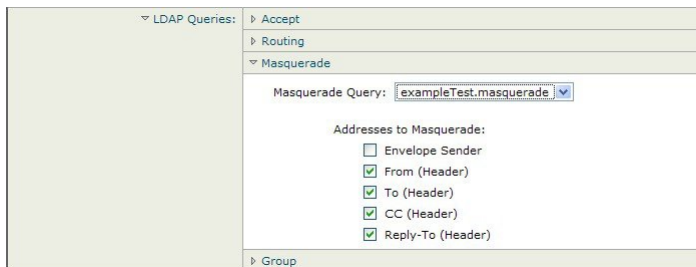 LDAP Queries:
Accept
Routing
Masquerade
Masquerade Query: exampleTest.masquerade
Addresses to Masquerade:
Envelope Sender
From (Header)
To (Header)
CC (Header)
Reply-To (Header)
Group